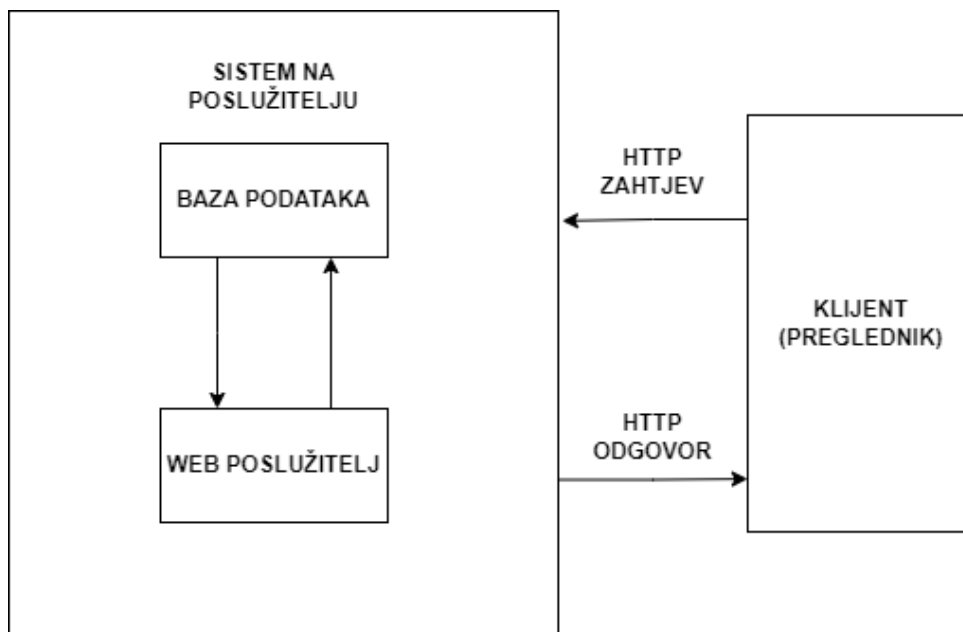 SISTEM NA
POSLUŽITELJU
BAZA PODATAKA
WEB POSLUŽITELJ
HTTP
ZAHTJEV
HTTP
ODGOVOR
KLIJENT
(PREGLEDNIK)